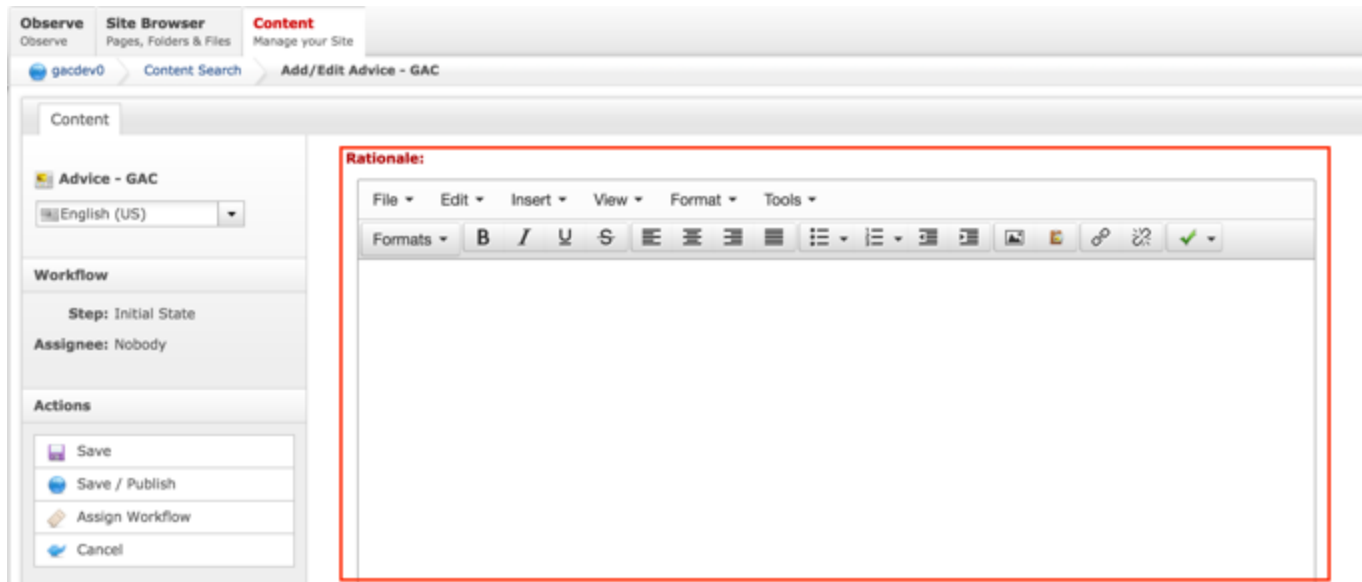 Observe Site Browser Content
Observe Pages, Folders & Files Manage your Site
gacdev0 Content Search Add/Edit Advice - GAC
Content
Rationale:
Advice - GAC
File Edit Insert View Format Tools
English (US)
Formats B I U S
Workflow
Step: Initial State
Assignee: Nobody
Actions
Save
Save / Publish
Assign Workflow
Cancel